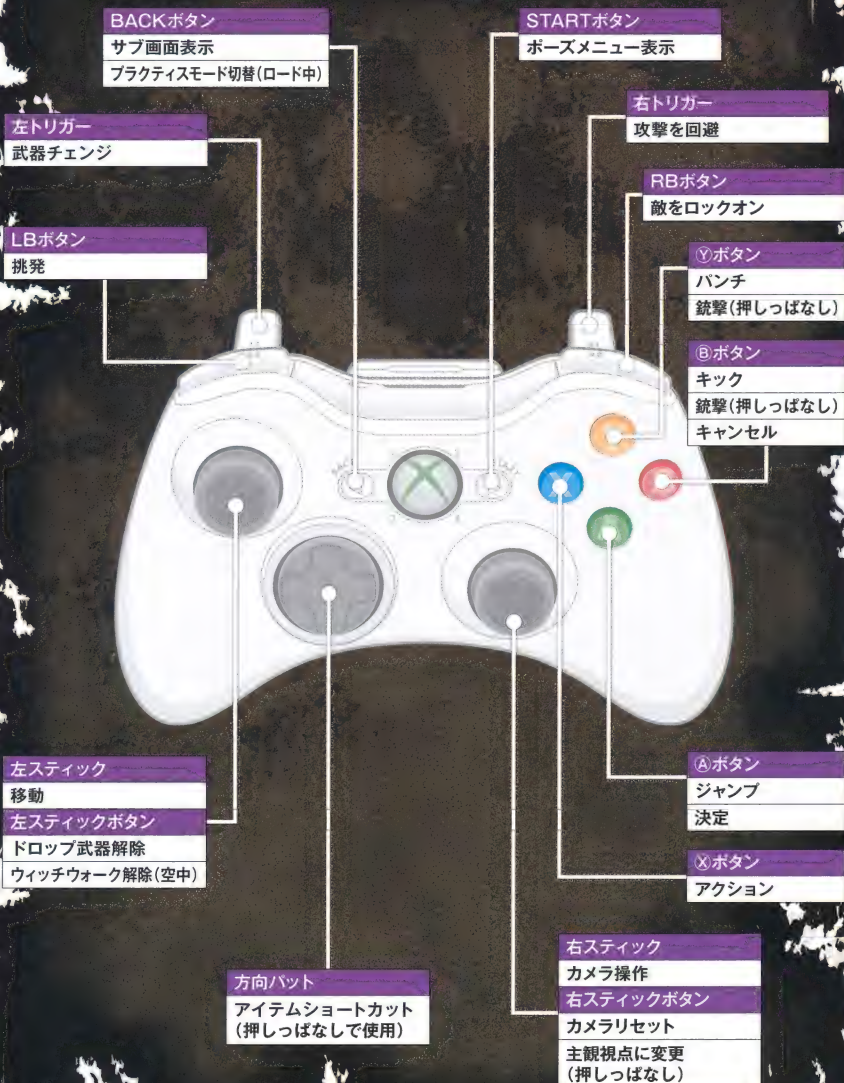 BACKボタン
サブ画面表示
プラクティスモード切替(ロード中)
STARTボタン
ポーズメニュー表示
左トリガー
武器チェンジ
右トリガー
攻撃を回避
LBボタン
挑発
RBボタン
敵をロックオン
Ⓨボタン
パンチ
銃撃(押しっぱなし)
Ⓑボタン
キック
銃撃(押しっぱなし)
キャンセル
左スティック
移動
左スティックボタン
ドロップ武器解除
ウィッチウォーク解除(空中)
Ⓐボタン
ジャンプ
決定
Ⓧボタン
アクション
方向パット
アイテムショートカット
(押しっぱなしで使用)
右スティック
カメラ操作
右スティックボタン
カメラリセット
主観視点に変更
(押しっぱなし)